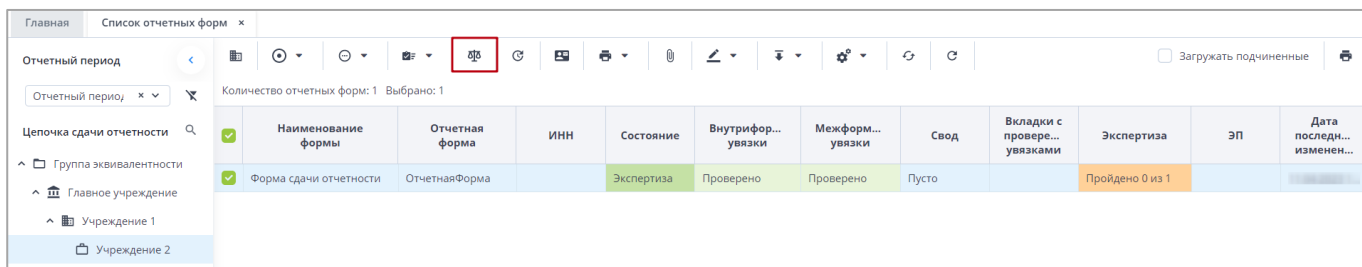 Главная
Список отчетных форм ×
Отчетный период
Загружать подчиненные
Отчетный период × 
Количество отчетных форм: 1 Выбрано: 1
Цепочка сдачи отчетности
Наименование формы
Отчетная форма
ИНН
Состояние
Внутрифор... увязки
Межформ... увязки
Свод
Вкладки с провере... увязками
Экспертиза
ЭП
Дата последн... изменен...
Группа эквивалентности
Форма сдачи отчетности
ОтчетнаяФорма
Экспертиза
Проверено
Проверено
Пусто
Пройдено 0 из 1
Главное учреждение
Учреждение 1
Учреждение 2